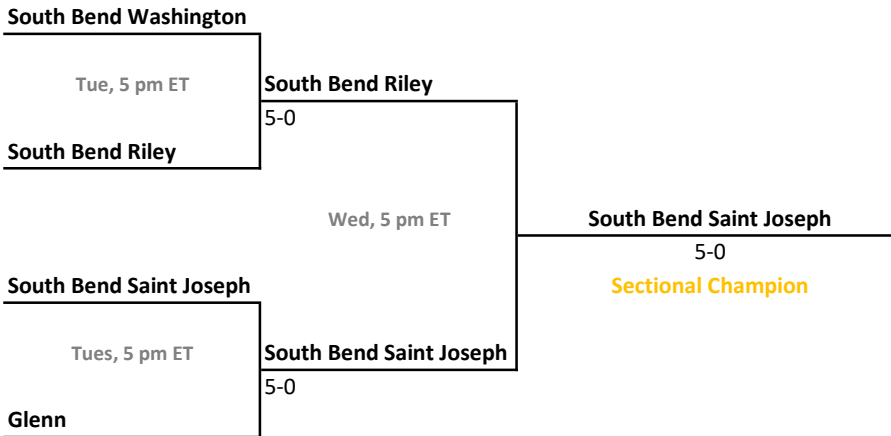 South Bend Washington
Tue, 5 pm ET
South Bend Riley
5-0
South Bend Riley
Wed, 5 pm ET
South Bend Saint Joseph
5-0
South Bend Saint Joseph
Sectional Champion
Tues, 5 pm ET
South Bend Saint Joseph
5-0
Glenn